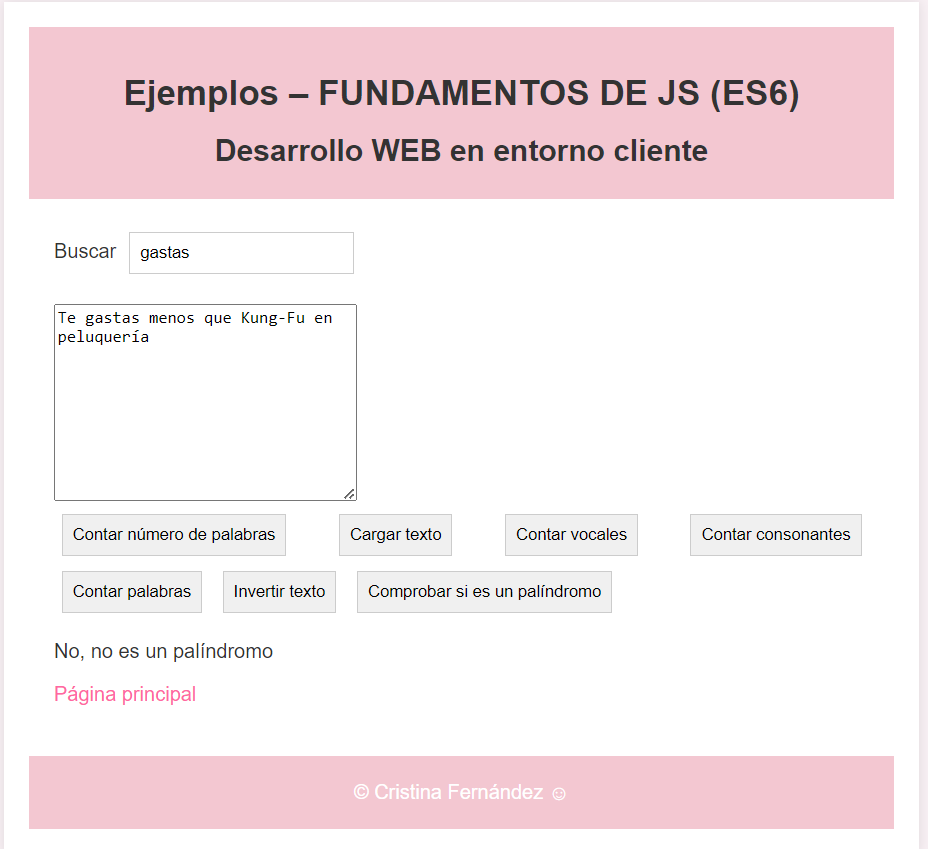 Ejemplos – FUNDAMENTOS DE JS (ES6)
Desarrollo WEB en entorno cliente
Buscar gastas
Te gastas menos que Kung-Fu en
peluquería
Contar número de palabras Cargar texto Contar vocales Contar consonantes
Contar palabras Invertir texto Comprobar si es un palíndromo
No, no es un palíndromo
Página principal
© Cristina Fernández ☺